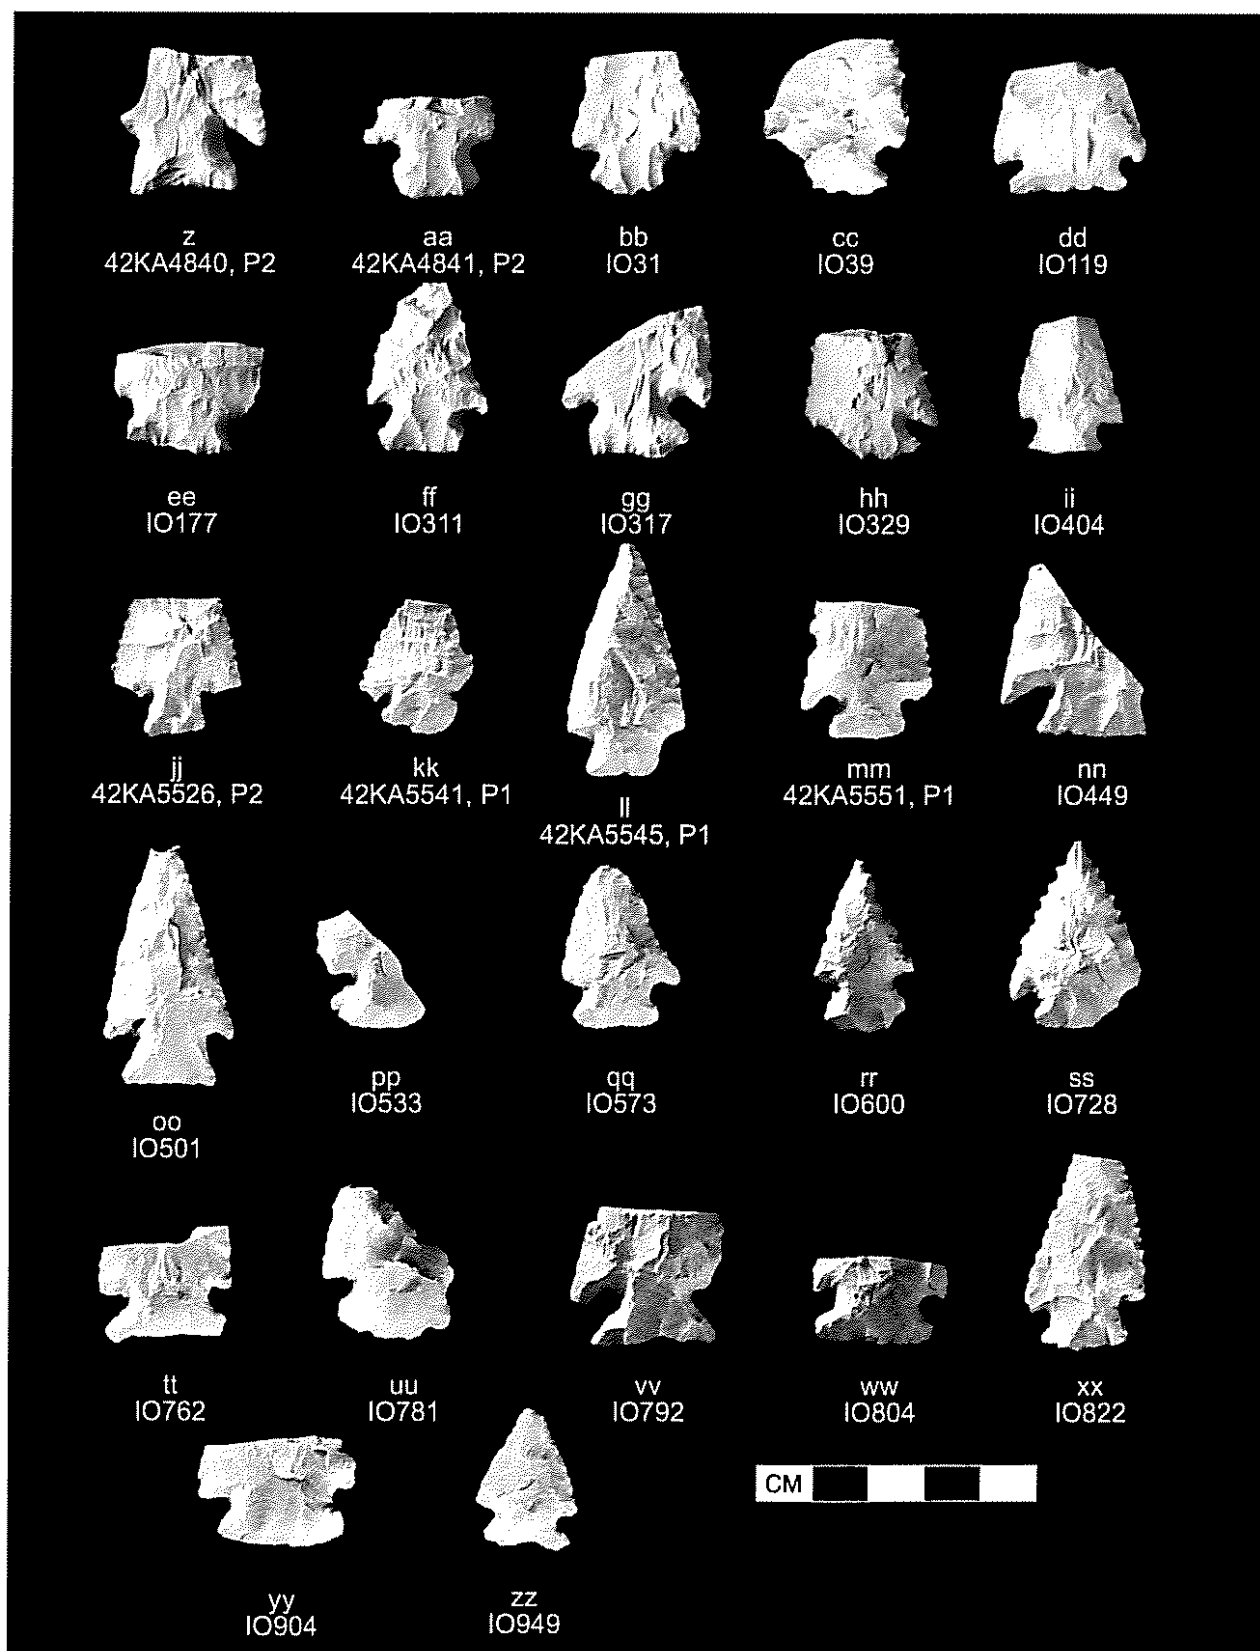 z
42KA4840, P2
aa
42KA4841, P2
bb
IO31
cc
IO39
dd
IO119
ee
IO177
ff
IO311
gg
IO317
hh
IO329
ii
IO404
jj
42KA5526, P2
kk
42KA5541, P1
ll
42KA5545, P1
mm
42KA5551, P1
nn
IO449
oo
IO501
pp
IO533
qq
IO573
rr
IO600
ss
IO728
tt
IO762
uu
IO781
vv
IO792
ww
IO804
xx
IO822
yy
IO904
zz
IO949
CM